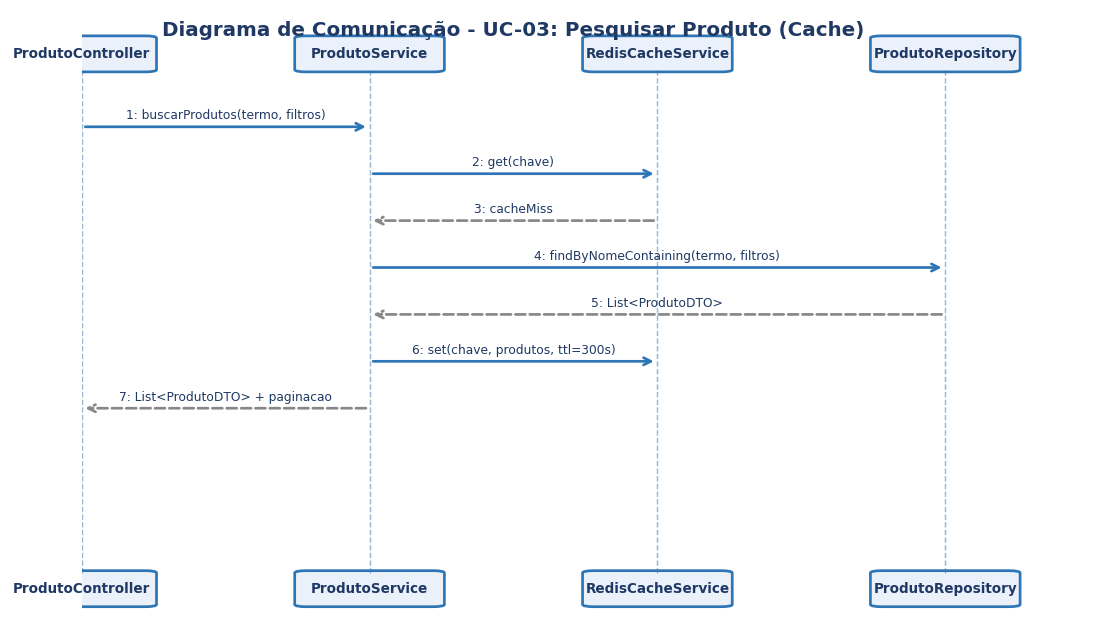 Diagrama de Comunicação - UC-03: Pesquisar Produto (Cache)
ProdutoController
ProdutoService
RedisCacheService
ProdutoRepository
1: buscarProdutos(termo, filtros)
2: get(chave)
3: cacheMiss
4: findByNomeContaining(termo, filtros)
5: List<ProdutoDTO>
6: set(chave, produtos, ttl=300s)
7: List<ProdutoDTO> + paginacao
ProdutoController
ProdutoService
RedisCacheService
ProdutoRepository